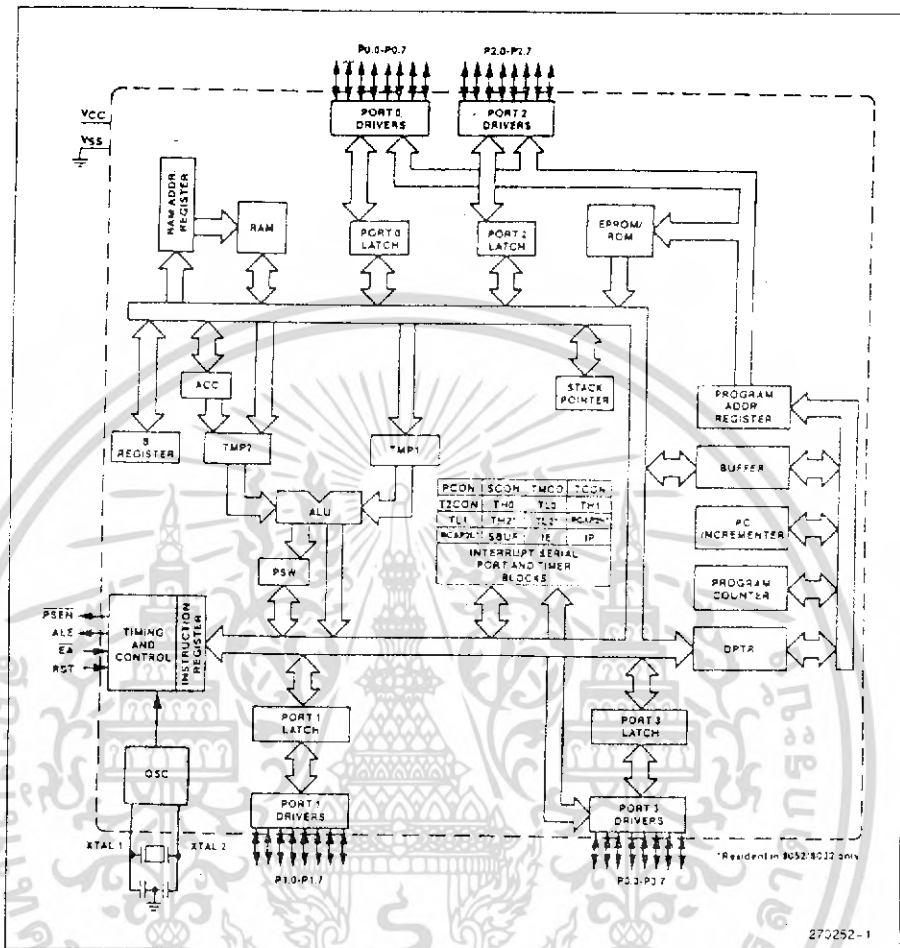 P0.0-P0.7
P2.0-P2.7
VCC
VSS
PORT 0
DRIVERS
PORT 2
DRIVERS
RAM ADDR.
REGISTER
RAM
PORT 0
LATCH
PORT 2
LATCH
EPROM/
ROM
ACC
STACK
POINTER
PROGRAM
ADDR
REGISTER
B
REGISTER
TMP2
TMP1
BUFFER
ALU
PCON SCON TMOD TCON
T2CON TH0 TL0 TH1
TL1 TH2* TL2* RCAP2H*
RCAP2L* SBUF IE IP
INTERRUPT SERIAL
PORT AND TIMER
BLOCKS
PC
INCREMENTER
PSW
PROGRAM
COUNTER
PSEN
ALE
EA
RST
TIMING
AND
CONTROL
INSTRUCTION
REGISTER
DPTR
PORT 1
LATCH
PORT 3
LATCH
OSC
PORT 1
DRIVERS
PORT 3
DRIVERS
XTAL 1
XTAL 2
P1.0-P1.7
P3.0-P3.7
*Resident in 8052/8032 only
270252-1